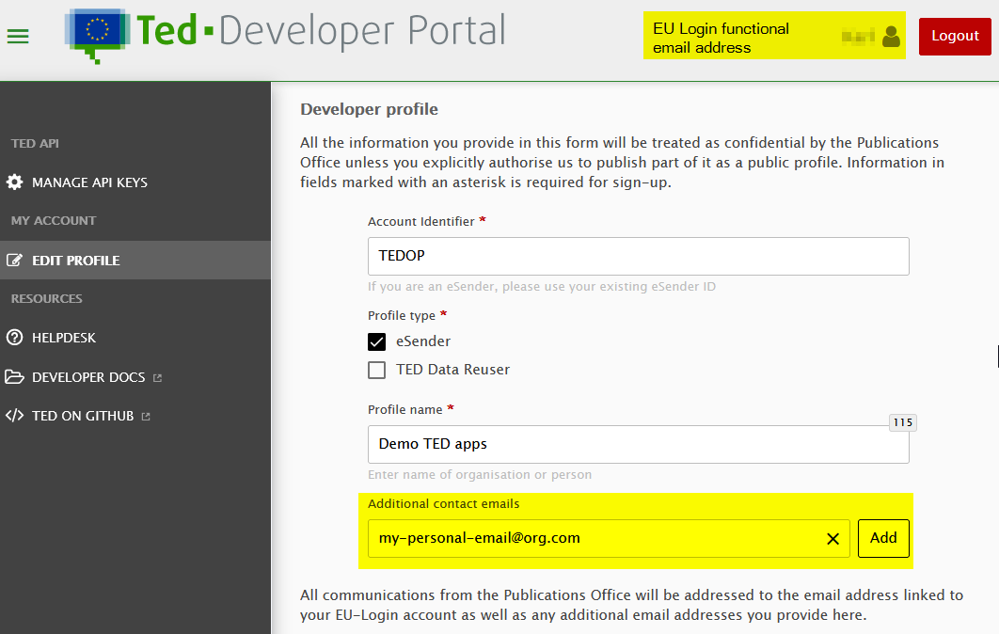 Ted Developer Portal
EU Login functional
email address
Logout
TED API
MANAGE API KEYS
MY ACCOUNT
EDIT PROFILE
RESOURCES
HELPDESK
DEVELOPER DOCS
TED ON GITHUB
Developer profile
All the information you provide in this form will be treated as confidential by the Publications
Office unless you explicitly authorise us to publish part of it as a public profile. Information in
fields marked with an asterisk is required for sign-up.
Account Identifier *
TEDOP
If you are an eSender, please use your existing eSender ID
Profile type *
eSender
TED Data Reuser
Profile name *
115
Demo TED apps
Enter name of organisation or person
Additional contact emails
my-personal-email@org.com
Add
All communications from the Publications Office will be addressed to the email address linked to
your EU-Login account as well as any additional email addresses you provide here.